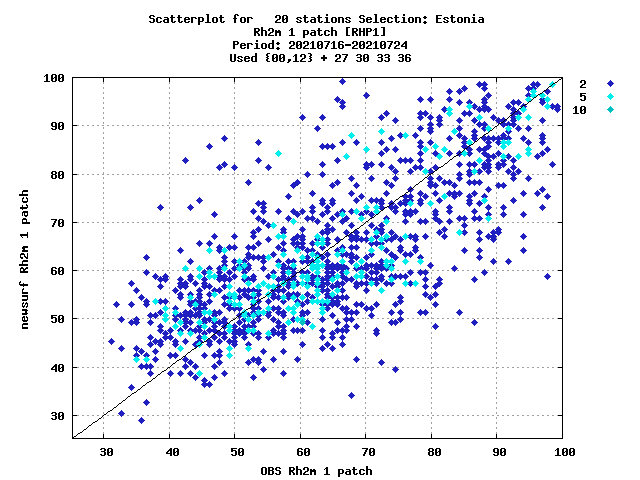 Scatterplot for   20 stations Selection: Estonia
Rh2m 1 patch [RHP1]
Period: 20210716-20210724
Used {00,12} + 27 30 33 36
100
90
80
70
60
50
40
30
newsurf Rh2m 1 patch
2
5
10
30 40 50 60 70 80 90 100
OBS Rh2m 1 patch